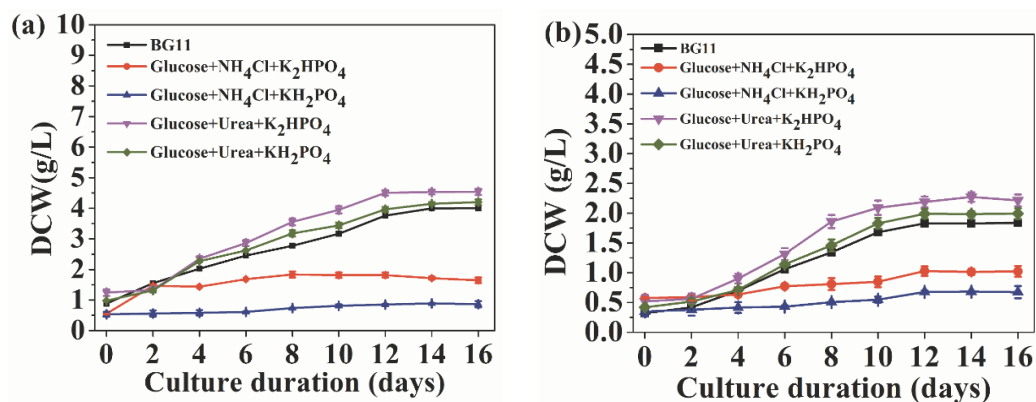 (a)
10
9
8
7
6
5
4
3
2
1
0
DCW(g/L)
BG11
Glucose+NH₄Cl+K₂HPO₄
Glucose+NH₄Cl+KH₂PO₄
Glucose+Urea+K₂HPO₄
Glucose+Urea+KH₂PO₄
0 2 4 6 8 10 12 14 16
Culture duration (days)
(b)
5.0
4.5
4.0
3.5
3.0
2.5
2.0
1.5
1.0
0.5
0.0
DCW (g/L)
BG11
Glucose+NH₄Cl+K₂HPO₄
Glucose+NH₄Cl+KH₂PO₄
Glucose+Urea+K₂HPO₄
Glucose+Urea+KH₂PO₄
0 2 4 6 8 10 12 14 16
Culture duration (days)